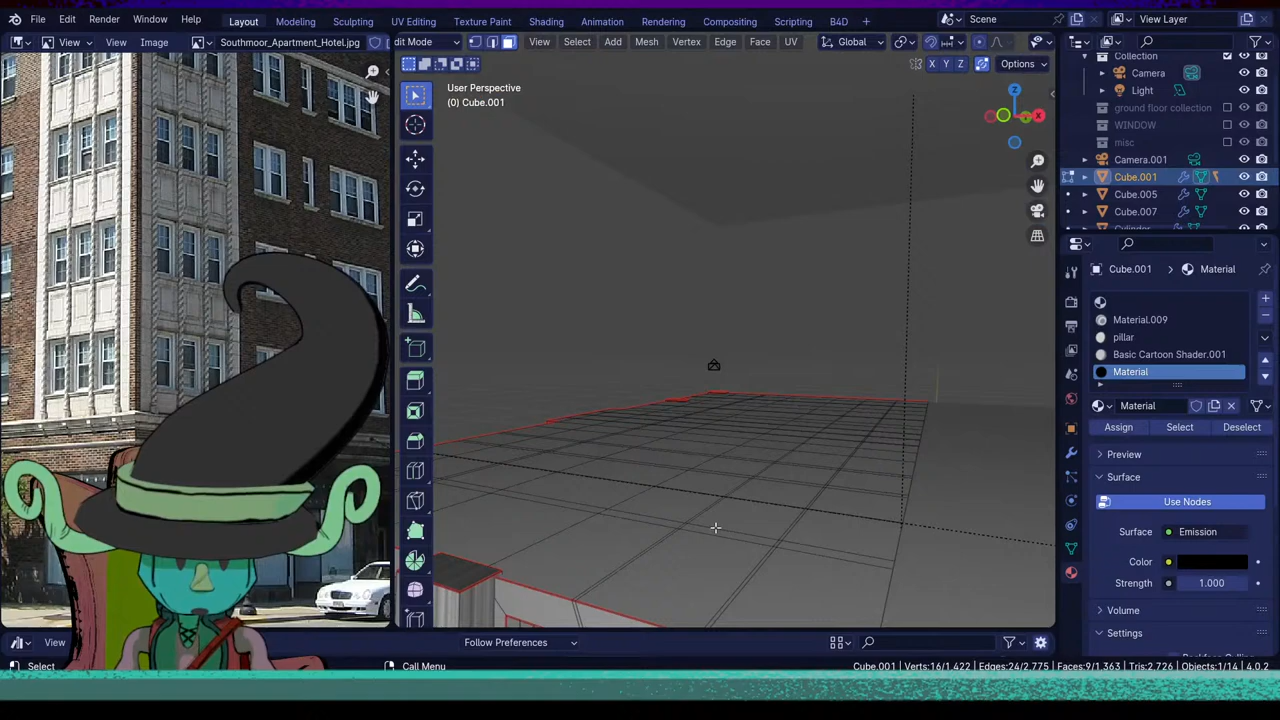 File Edit Render Window Help
Layout Modeling Sculpting UV Editing Texture Paint Shading Animation Rendering Compositing Scripting B4D +
Scene View Layer
View View Image Southmoor_Apartment_Hotel.jpg
dit Mode View Select Add Mesh Vertex Edge Face UV Global
X Y Z Options
User Perspective
(0) Cube.001
Z
X
Collection
Camera
Light
ground floor collection
WINDOW
misc
Camera.001
Cube.001
Cube.005
Cube.007
Cube.001 > Material
Material.009
pillar
Basic Cartoon Shader.001
Material
Material
Assign Select Deselect
Preview
Surface
Use Nodes
Surface Emission
Color
Strength 1.000
Volume
Settings
View Follow Preferences
Select Call Menu Cube.001 | Verts:16/1,422 | Edges:24/2,775 | Faces:9/1,363 | Tris:2,726 | Objects:1/14 | 4.0.2